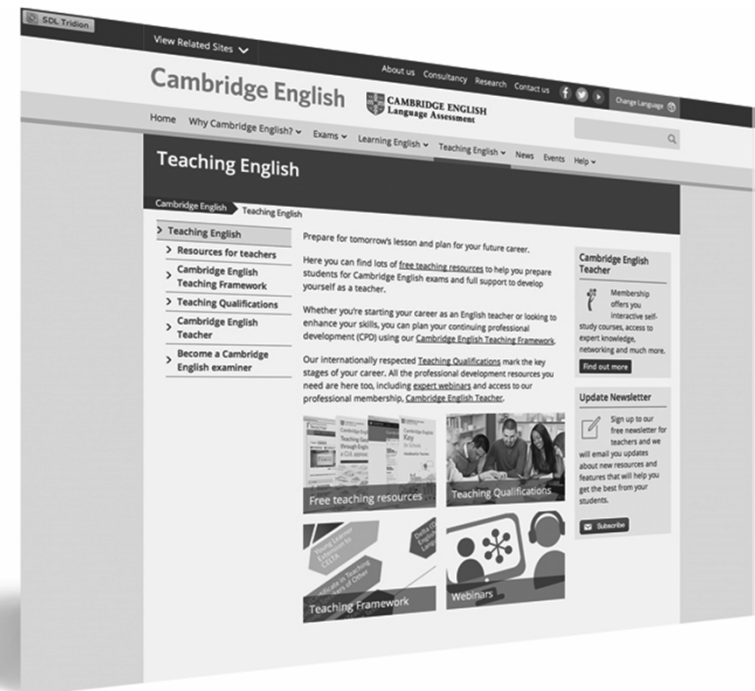 SDL Tridion
View Related Sites
About us Consultancy Research Contact us Change Language
Cambridge English
CAMBRIDGE ENGLISH
Language Assessment
Home Why Cambridge English? Exams Learning English Teaching English News Events Help
Teaching English
Cambridge English Teaching English
Teaching English
Resources for teachers
Cambridge English
Teaching Framework
Teaching Qualifications
Cambridge English
Teacher
Become a Cambridge
English examiner
Prepare for tomorrow's lesson and plan for your future career.
Here you can find lots of free teaching resources to help you prepare
students for Cambridge English exams and full support to develop
yourself as a teacher.
Whether you're starting your career as an English teacher or looking to
enhance your skills, you can plan your continuing professional
development (CPD) using our Cambridge English Teaching Framework.
Our internationally respected Teaching Qualifications mark the key
stages of your career. All the professional development resources you
need are here too, including expert webinars and access to our
professional membership, Cambridge English Teacher.
Key
Free teaching resources
Teaching Qualifications
Young Learner
Extension to
CELTA
Teaching Framework
Webinars
Cambridge English
Teacher
Membership
offers you
interactive self-
study courses, access to
expert knowledge,
networking and much more.
Find out more
Update Newsletter
Sign up to our
free newsletter for
teachers and we
will email you updates
about new resources and
features that will help you
get the best from your
students.
Subscribe